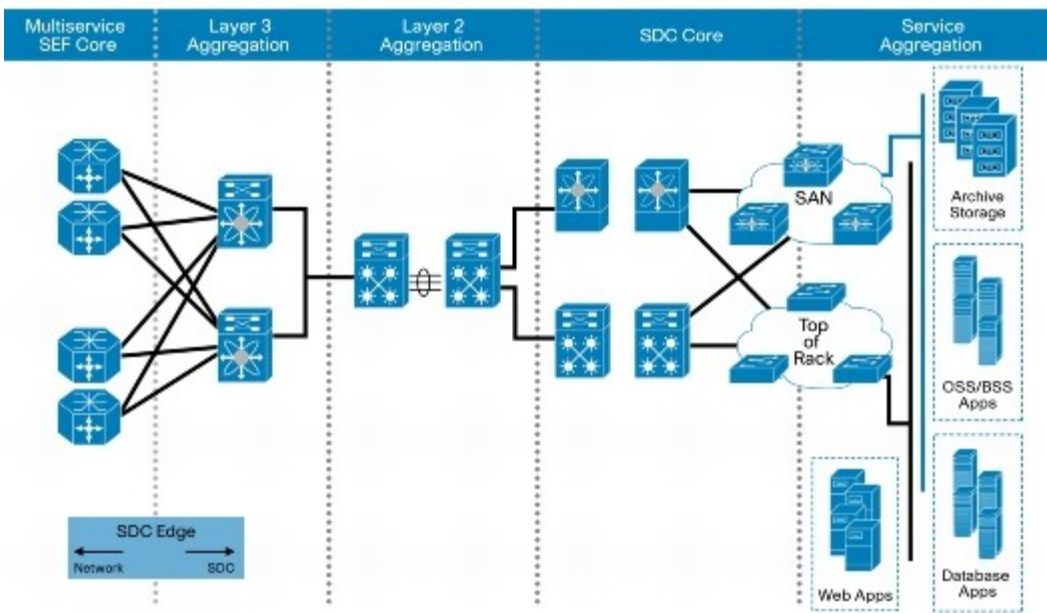 Multiservice
SEF Core
Layer 3
Aggregation
Layer 2
Aggregation
SDC Core
Service
Aggregation
SAN
Archive
Storage
Top
of
Rack
OSS/BSS
Apps
SDC Edge
Network
SDC
Web Apps
Database
Apps